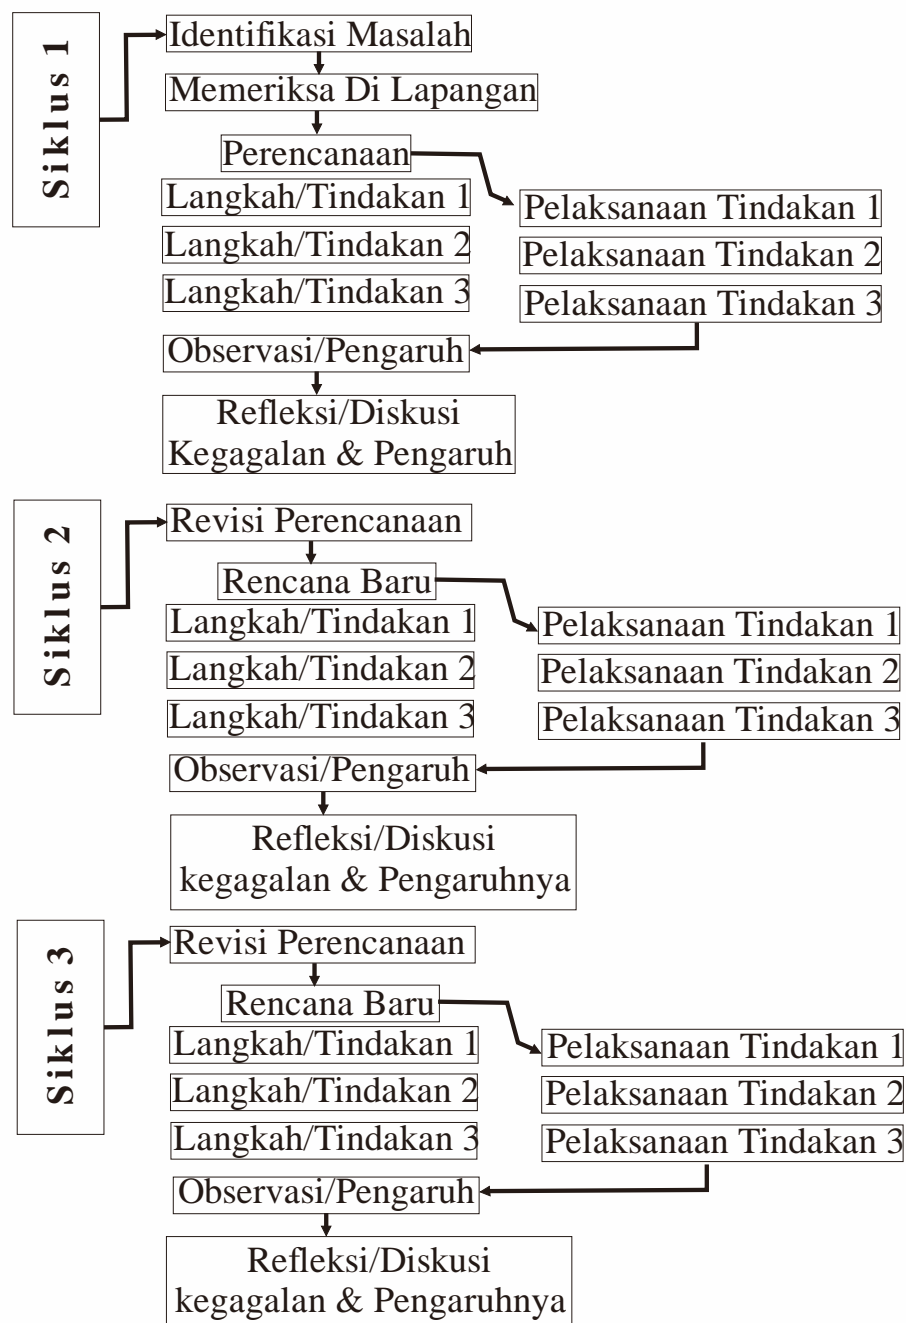 Siklus 1
Identifikasi Masalah
Memeriksa Di Lapangan
Perencanaan
Langkah/Tindakan 1
Langkah/Tindakan 2
Langkah/Tindakan 3
Pelaksanaan Tindakan 1
Pelaksanaan Tindakan 2
Pelaksanaan Tindakan 3
Observasi/Pengaruh
Refleksi/Diskusi
Kegagalan & Pengaruh
Siklus 2
Revisi Perencanaan
Rencana Baru
Langkah/Tindakan 1
Langkah/Tindakan 2
Langkah/Tindakan 3
Pelaksanaan Tindakan 1
Pelaksanaan Tindakan 2
Pelaksanaan Tindakan 3
Observasi/Pengaruh
Refleksi/Diskusi
kegagalan & Pengaruhnya
Siklus 3
Revisi Perencanaan
Rencana Baru
Langkah/Tindakan 1
Langkah/Tindakan 2
Langkah/Tindakan 3
Pelaksanaan Tindakan 1
Pelaksanaan Tindakan 2
Pelaksanaan Tindakan 3
Observasi/Pengaruh
Refleksi/Diskusi
kegagalan & Pengaruhnya